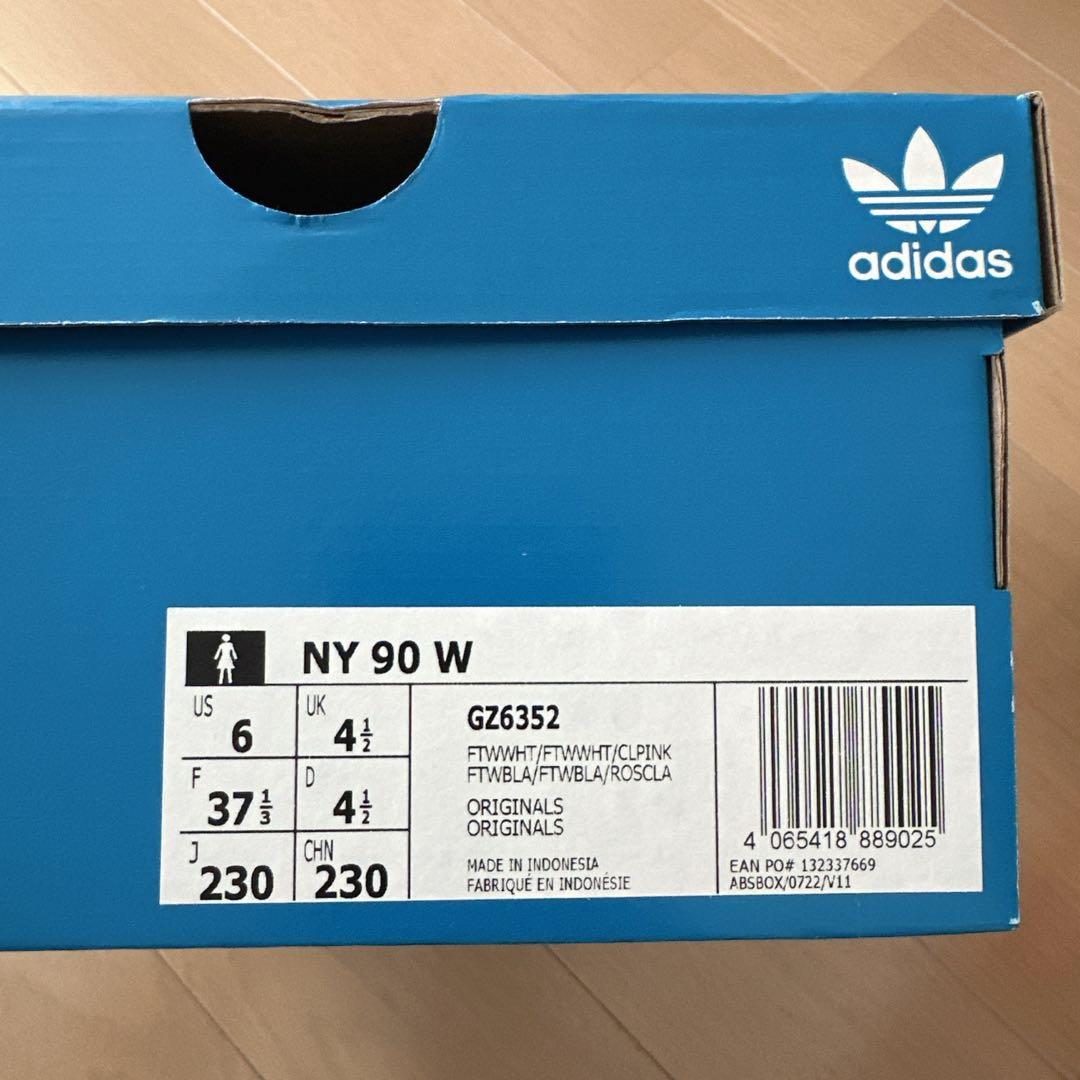 adidas
NY 90 W
US 6
UK 4½
F 37⅓
D 4½
J 230
CHN 230
GZ6352
FTWWHT/FTWWHT/CLPINK
FTWBLA/FTWBLA/ROSCLA
ORIGINALS
ORIGINALS
MADE IN INDONESIA
FABRIQUÉ EN INDONÉSIE
4 065418 889025
EAN PO# 132337669
ABSBOX/0722/V11